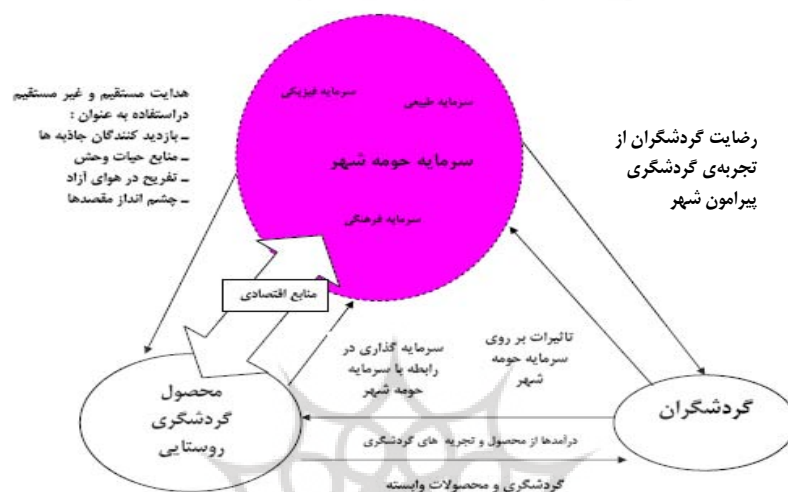 هدایت مستقیم و غیر مستقیم
دراستفاده به عنوان :
ـ بازدید کنندگان جاذبه ها
ـ منابع حیات وحش
ـ تفریح در هوای آزاد
ـ چشم انداز مقصدها
سرمایه فیزیکی
سرمایه طبیعی
سرمایه حومه شهر
سرمایه فرهنگی
رضایت گردشگران از
تجربه‌ی گردشگری
پیرامون شهر
منابع اقتصادی
سرمایه گذاری در
رابطه با سرمایه
حومه شهر
تاثیرات بر روی
سرمایه حومه
شهر
محصول
گردشگری
روستایی
گردشگران
درآمدها از محصول و تجربه های گردشگری
گردشگری و محصولات وابسته